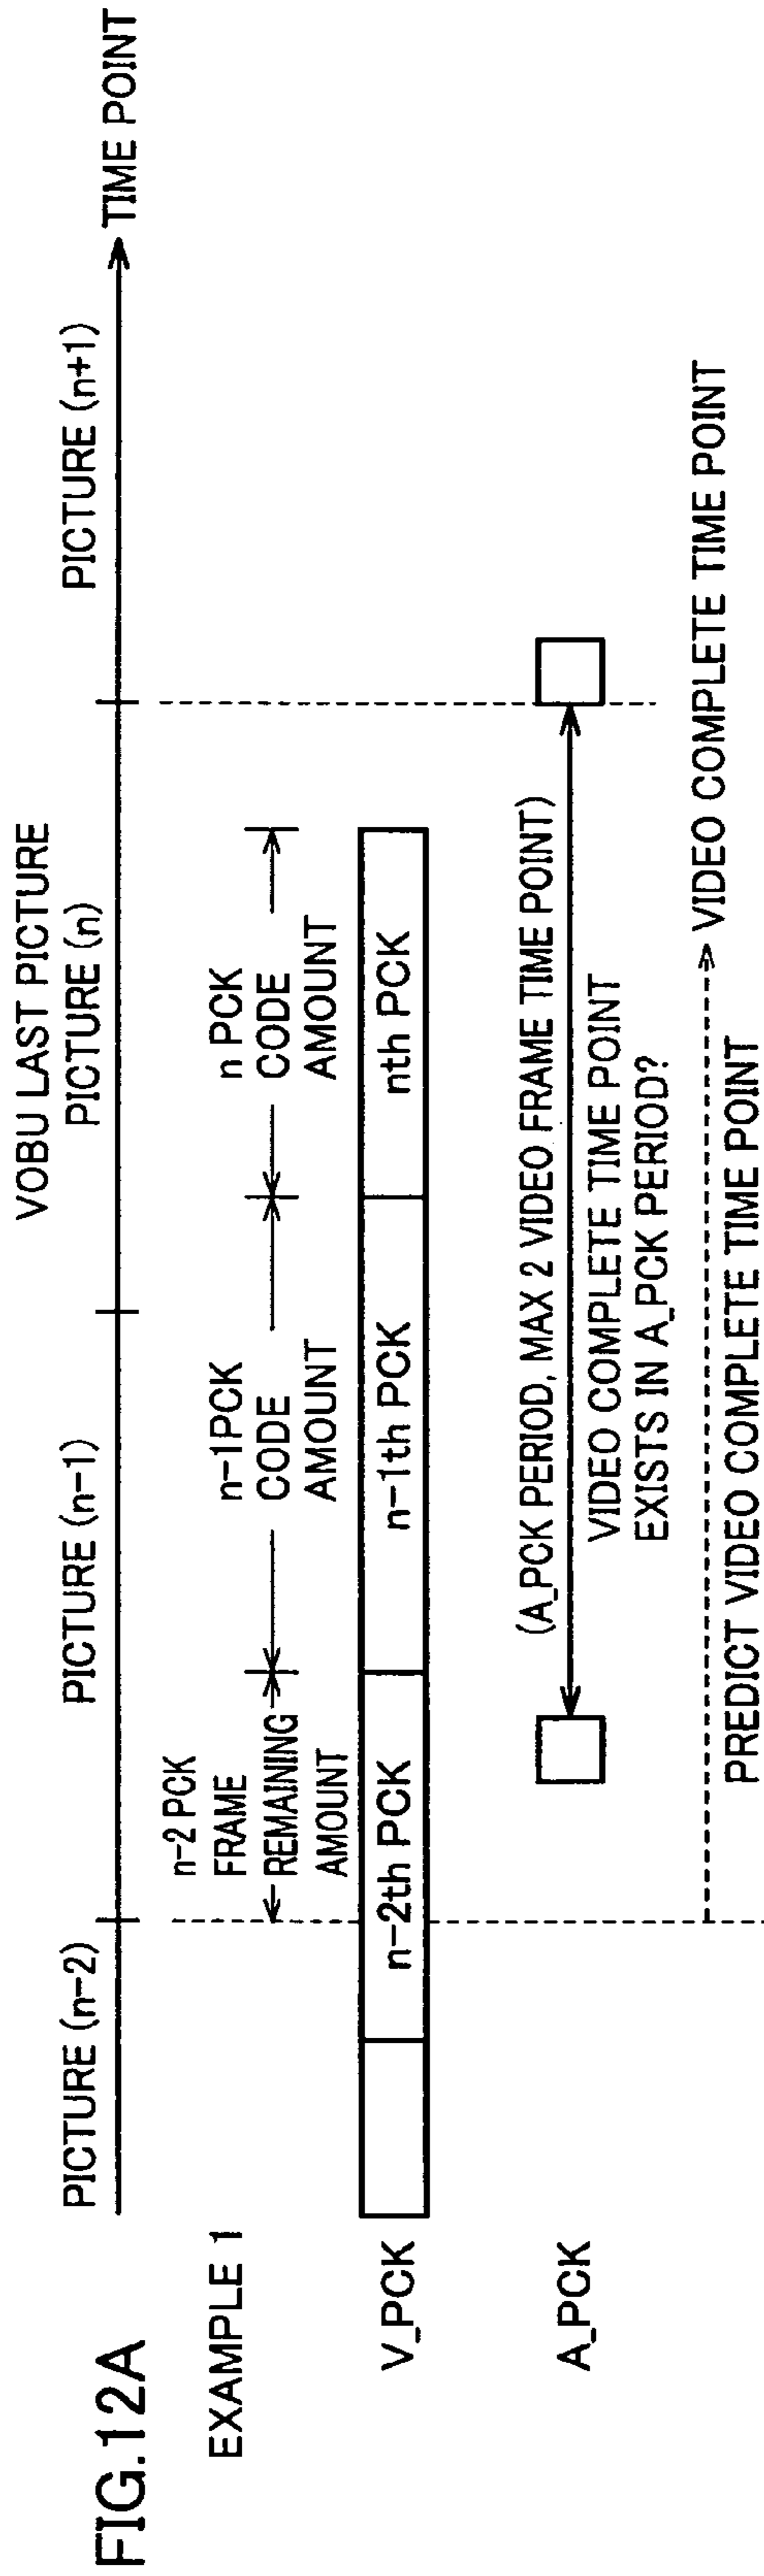 FIG.12A
VOBU LAST PICTURE
PICTURE (n-2)
PICTURE (n-1)
PICTURE (n)
PICTURE (n+1)
TIME POINT
EXAMPLE 1
n-2 PCK
FRAME
REMAINING
AMOUNT
n-1PCK
CODE
AMOUNT
n PCK
CODE
AMOUNT
V_PCK
n-2th PCK
n-1th PCK
nth PCK
A_PCK
(A_PCK PERIOD, MAX 2 VIDEO FRAME TIME POINT)
VIDEO COMPLETE TIME POINT
EXISTS IN A_PCK PERIOD?
VIDEO COMPLETE TIME POINT
PREDICT VIDEO COMPLETE TIME POINT